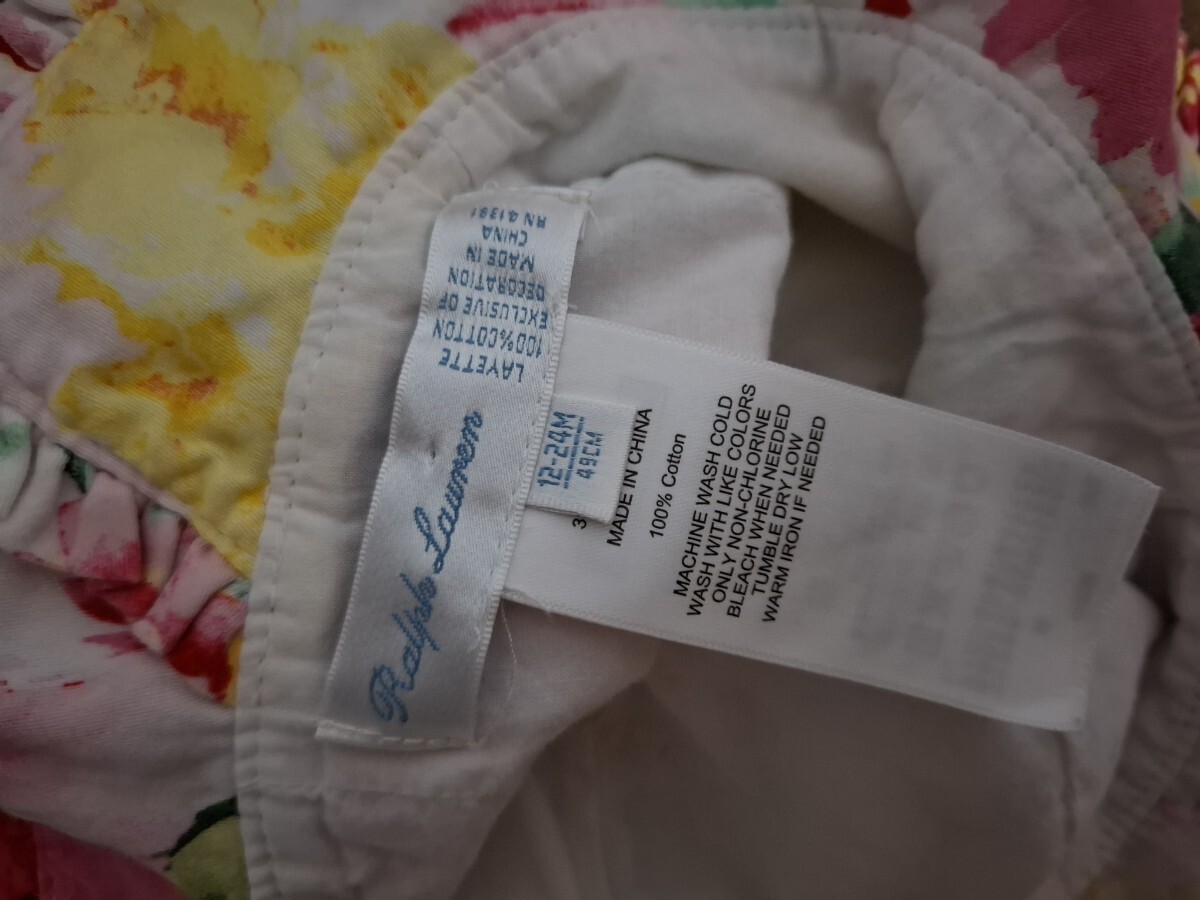 Ralph Lauren
LAYETTE
100% COTTON
EXCLUSIVE OF
DECORATION
MADE IN
CHINA
RN 41381
12-24M
49CM
3
MADE IN CHINA
100% Cotton
MACHINE WASH COLD
WASH WITH LIKE COLORS
ONLY NON-CHLORINE
BLEACH WHEN NEEDED
TUMBLE DRY LOW
WARM IRON IF NEEDED